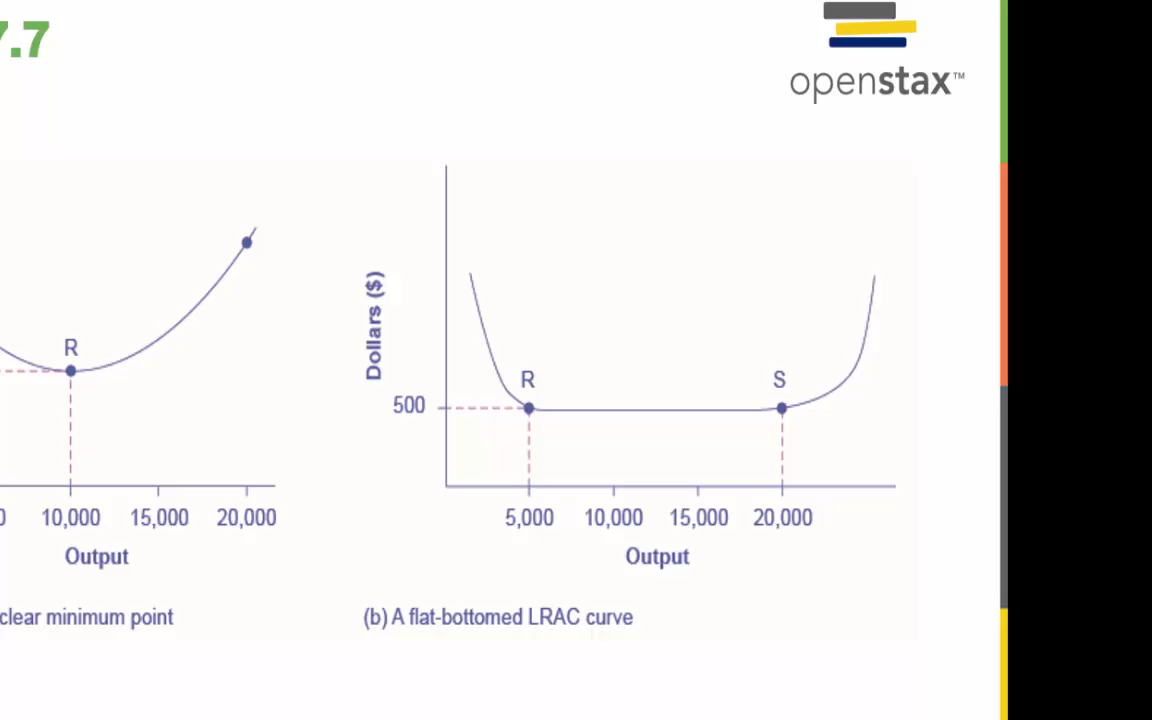 7.7
openstax™
R
10,000 15,000 20,000
Output
clear minimum point
Dollars ($)
500
R
S
5,000 10,000 15,000 20,000
Output
(b) A flat-bottomed LRAC curve